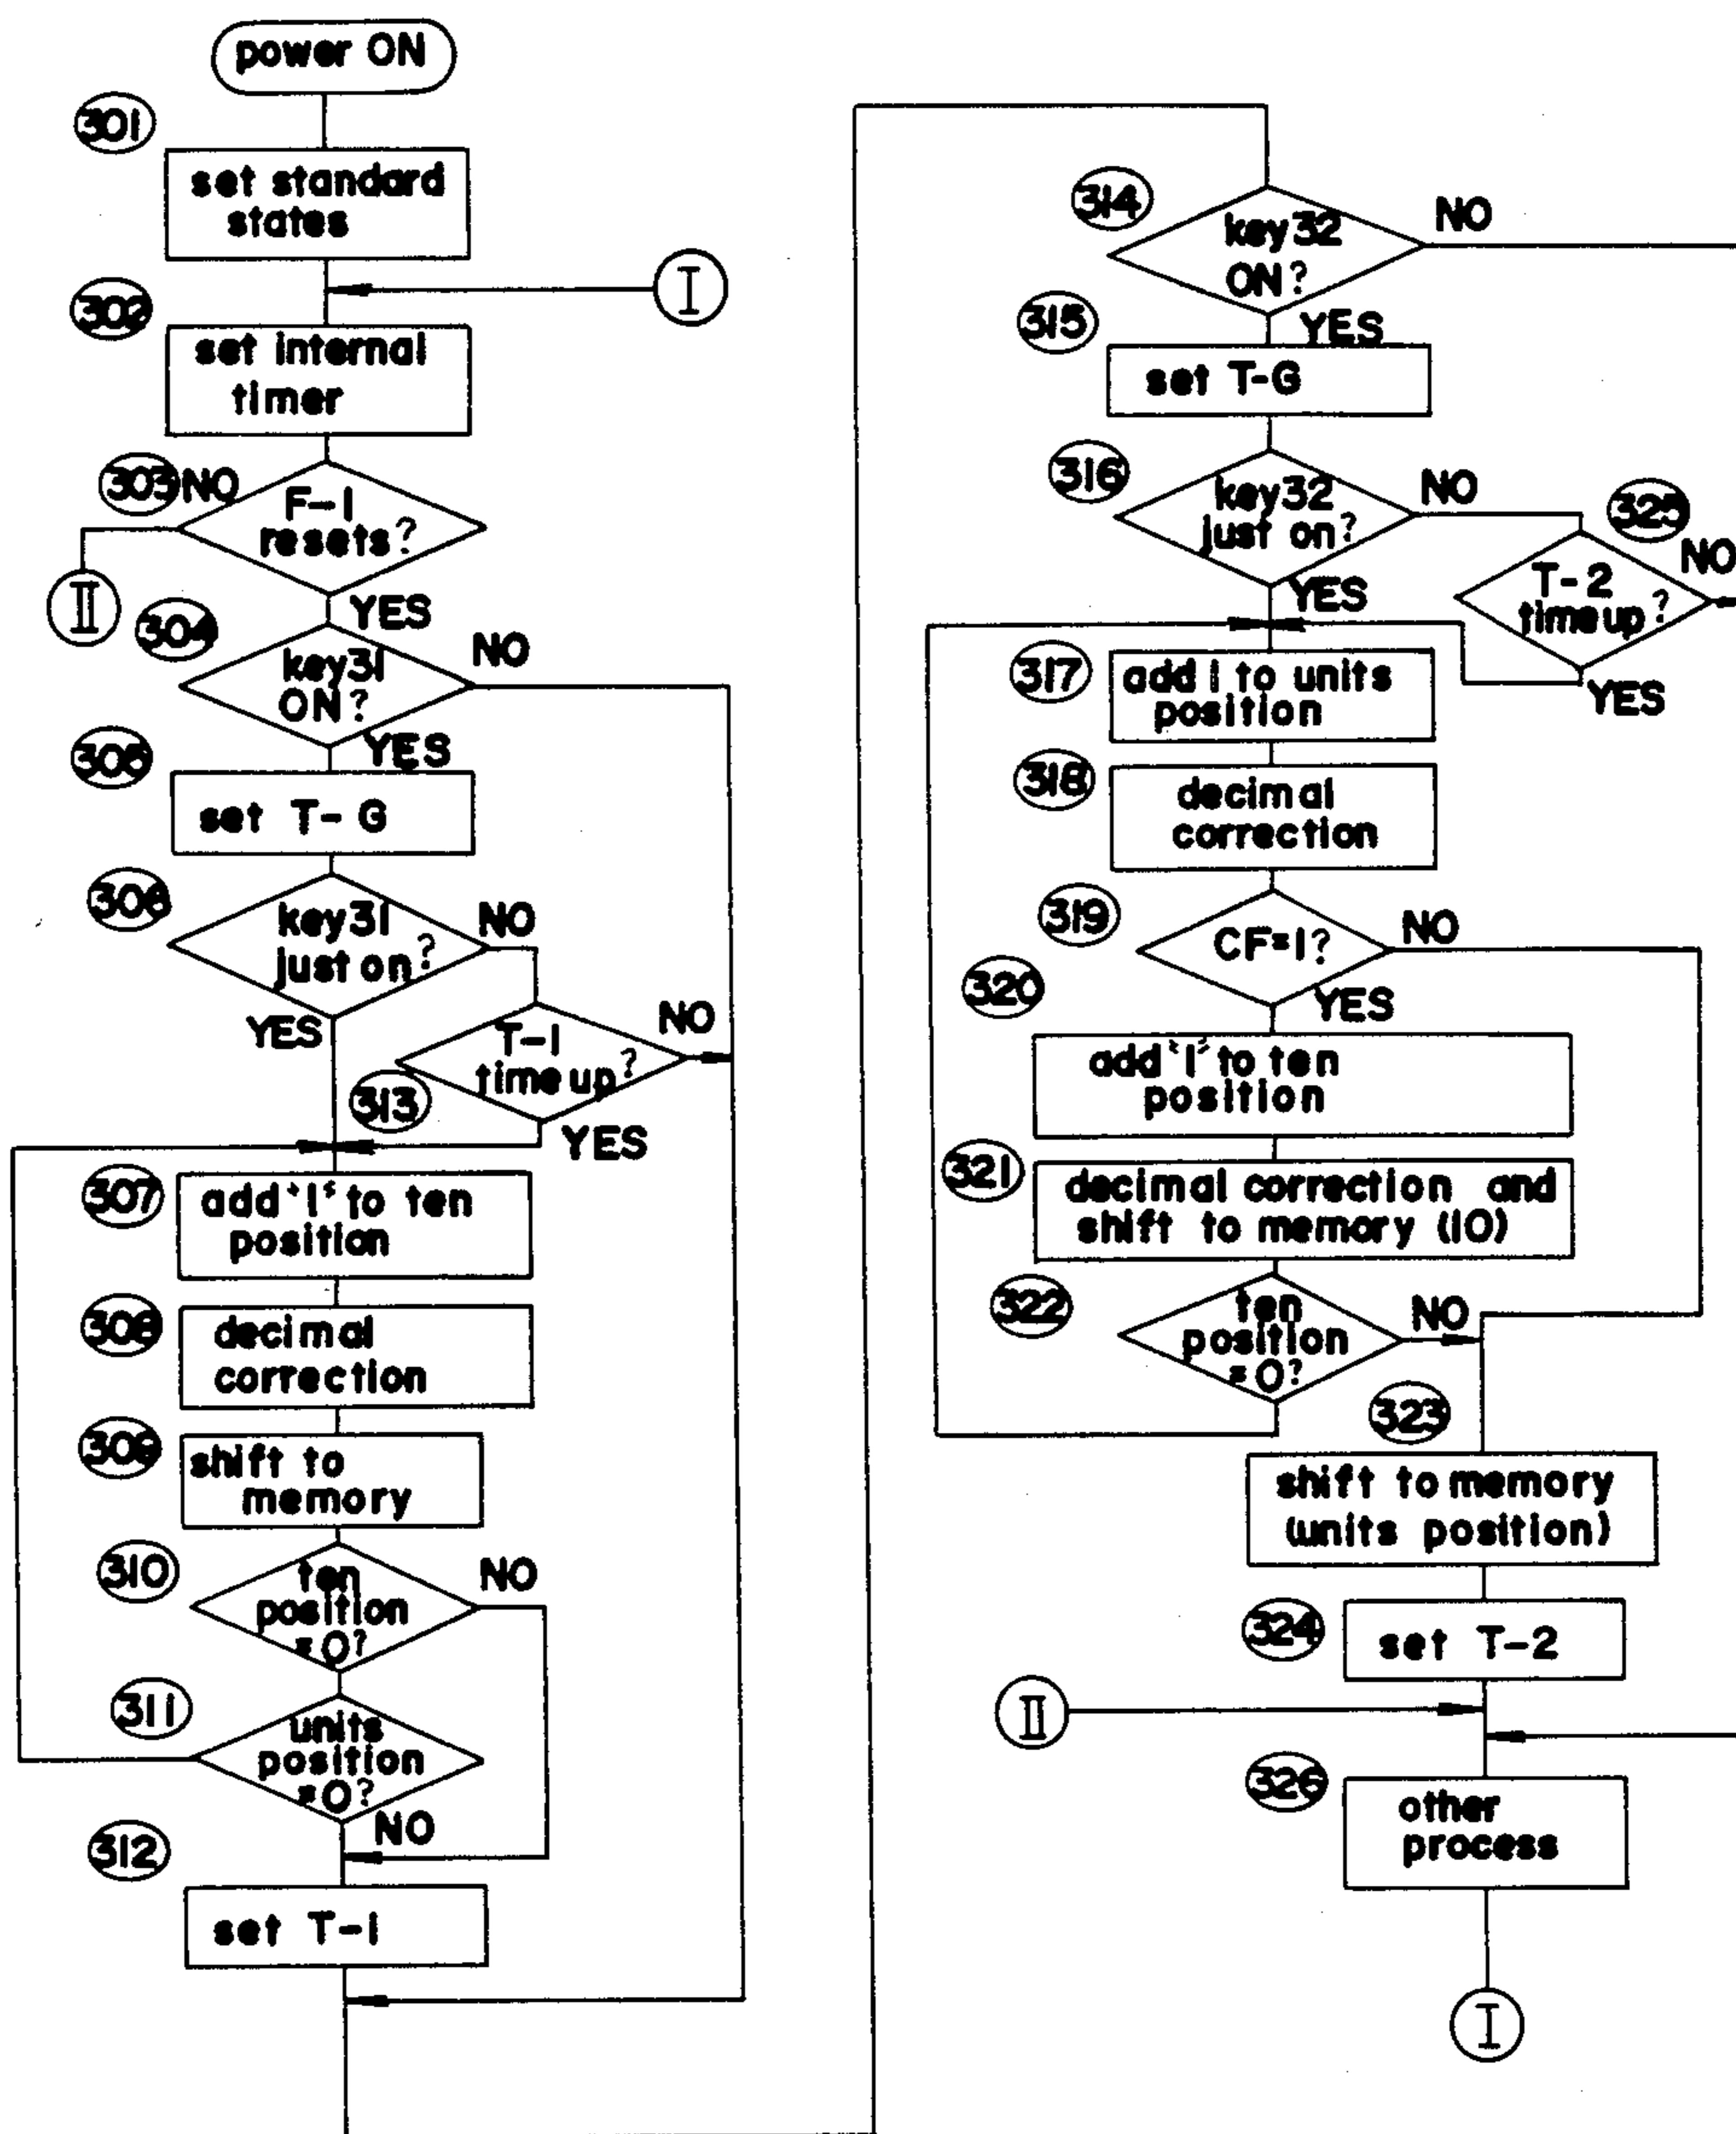 power ON
301
set standard
states
I
302
set internal
timer
303 NO
F-1
resets?
II
YES
304
key31
ON?
NO
YES
305
set T-G
306
key31
just on?
NO
YES
T-1
time up?
NO
313
YES
307
add '1' to ten
position
308
decimal
correction
309
shift to
memory
310
ten
position
=0?
NO
311
units
position
=0?
NO
312
set T-1
314
key32
ON?
NO
315
YES
set T-G
316
key32
just on?
NO
325
T-2
time up?
NO
YES
YES
317
add 1 to units
position
318
decimal
correction
319
CF=1?
NO
320
YES
add '1' to ten
position
321
decimal correction and
shift to memory (10)
322
ten
position
=0?
NO
323
shift to memory
(units position)
324
set T-2
II
326
other
process
I